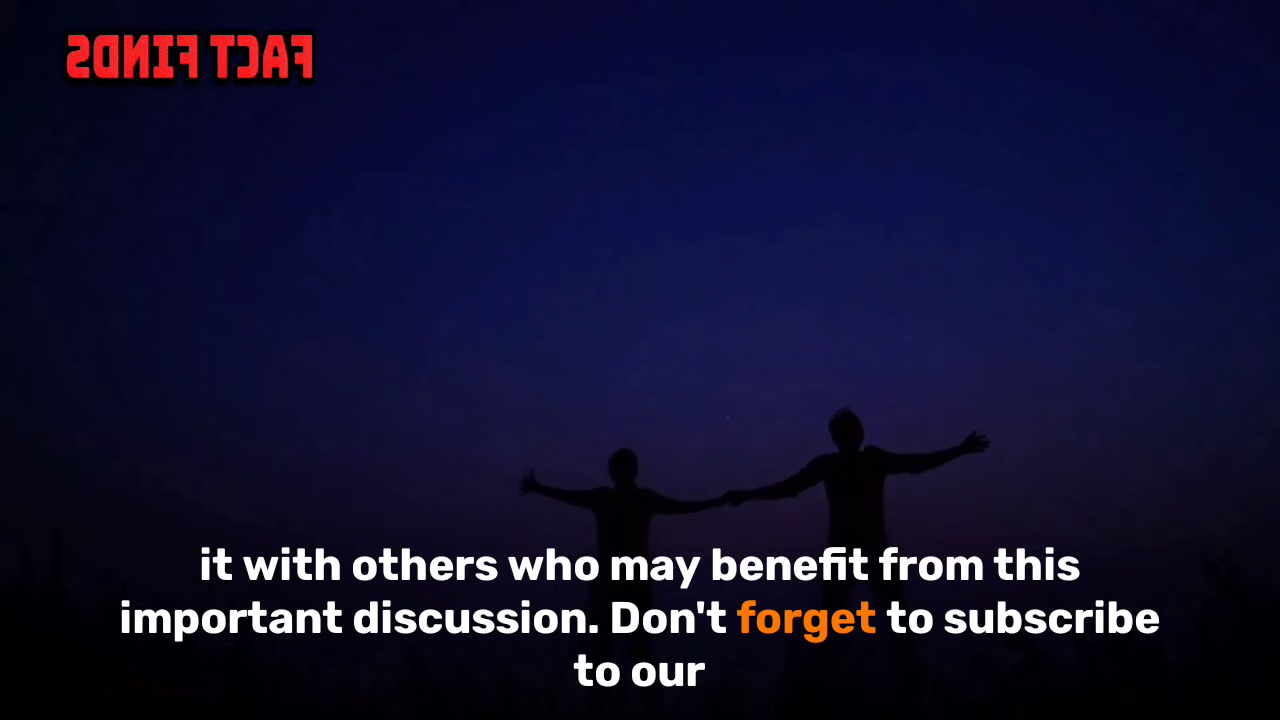 FACT FINDS
it with others who may benefit from this
important discussion. Don't forget to subscribe
to our